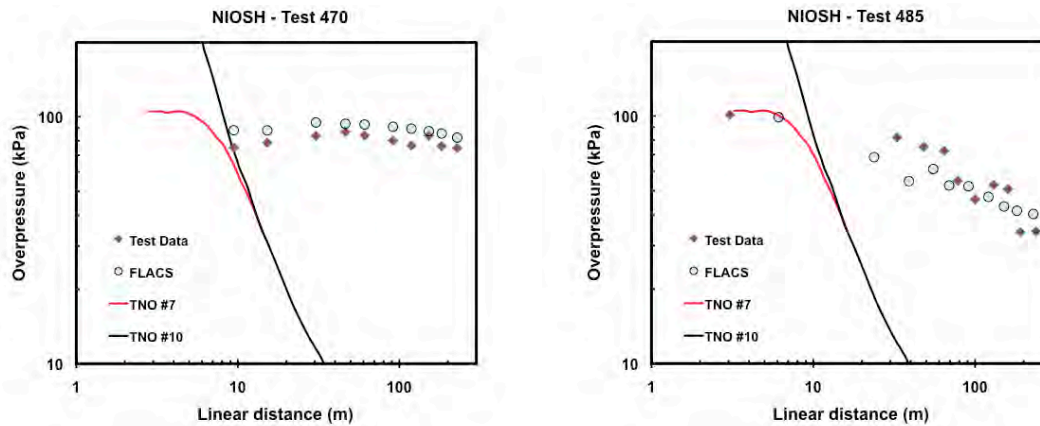 NIOSH - Test 470
Overpressure (kPa)
100
10
Test Data
FLACS
TNO #7
TNO #10
1
10
100
Linear distance (m)
NIOSH - Test 485
Overpressure (kPa)
100
10
Test Data
FLACS
TNO #7
TNO #10
1
10
100
Linear distance (m)